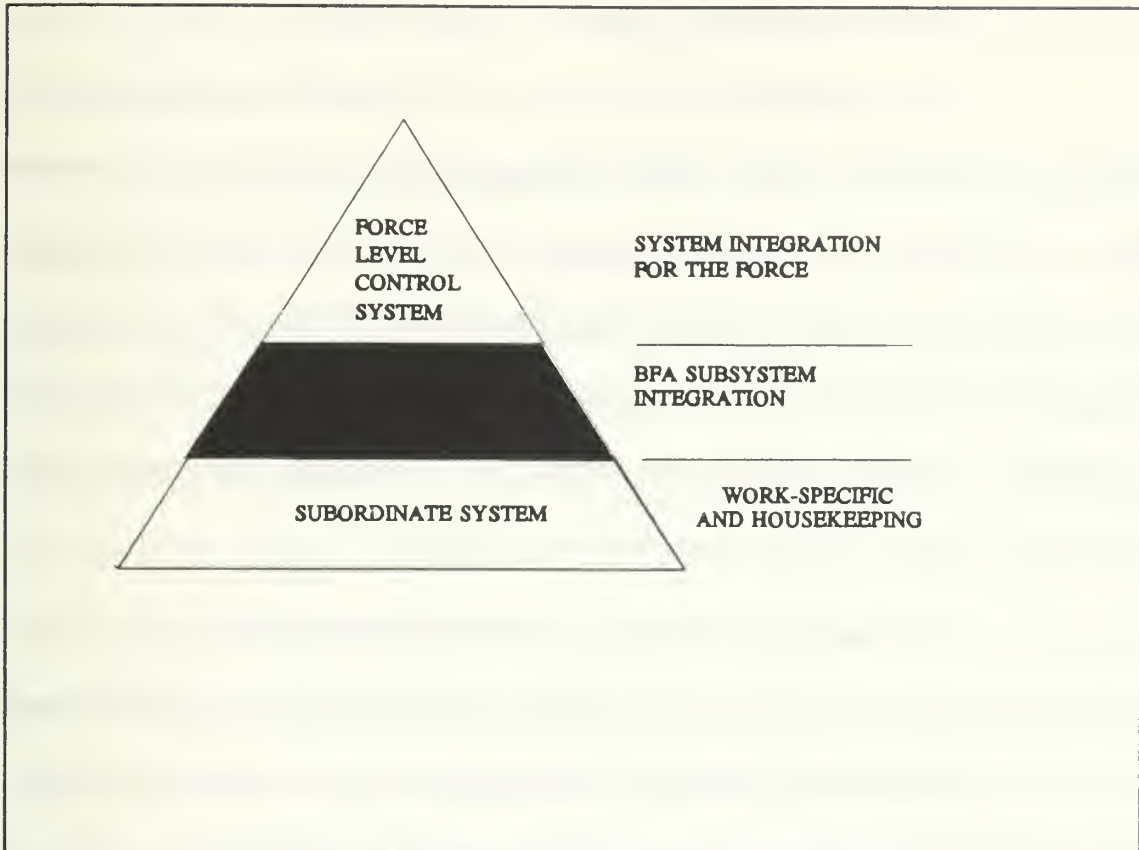 FORCE
LEVEL
CONTROL
SYSTEM
SYSTEM INTEGRATION
FOR THE FORCE
BFA SUBSYSTEM
INTEGRATION
SUBORDINATE SYSTEM
WORK-SPECIFIC
AND HOUSEKEEPING